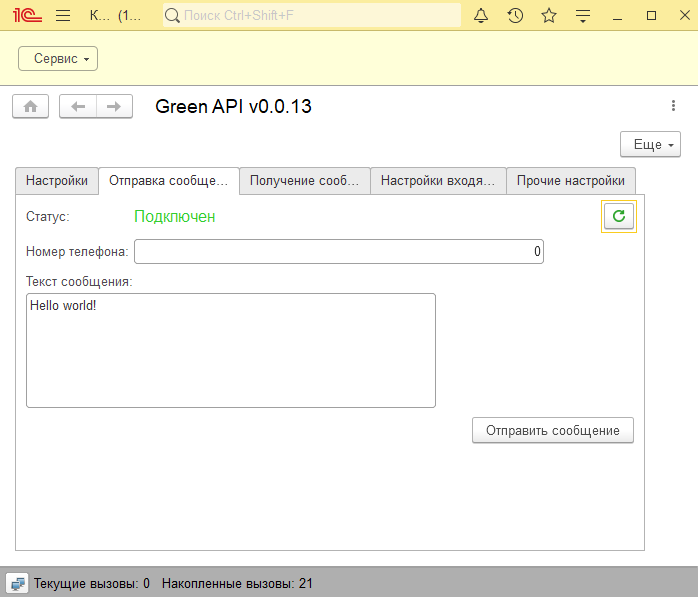 1С К... (1... Поиск Ctrl+Shift+F
Сервис
Green API v0.0.13
Еще
Настройки Отправка сообще... Получение сооб... Настройки входя... Прочие настройки
Статус: Подключен
Номер телефона: 0
Текст сообщения:
Hello world!
Отправить сообщение
Текущие вызовы: 0 Накопленные вызовы: 21